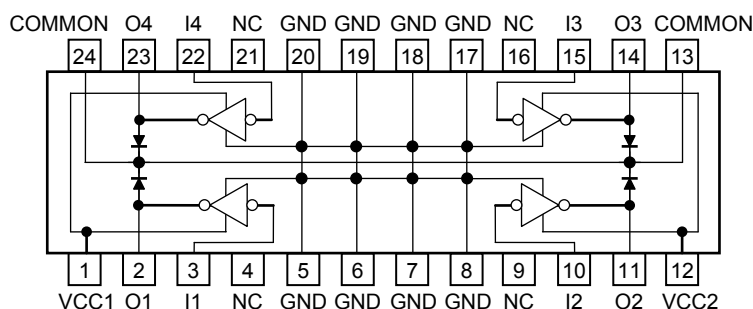 COMMON O4 I4 NC GND GND GND GND NC I3 O3 COMMON
24 23 22 21 20 19 18 17 16 15 14 13
1 2 3 4 5 6 7 8 9 10 11 12
VCC1 O1 I1 NC GND GND GND GND NC I2 O2 VCC2